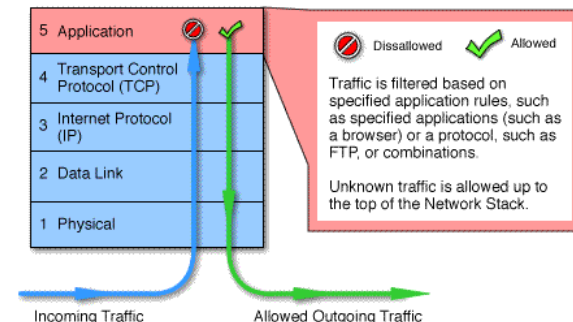 5 Application
4 Transport Control
Protocol (TCP)
3 Internet Protocol
(IP)
2 Data Link
1 Physical
Incoming Traffic
Allowed Outgoing Traffic
Dissallowed
Allowed
Traffic is filtered based on
specified application rules, such
as specified applications (such as
a browser) or a protocol, such as
FTP, or combinations.
Unknown traffic is allowed up to
the top of the Network Stack.